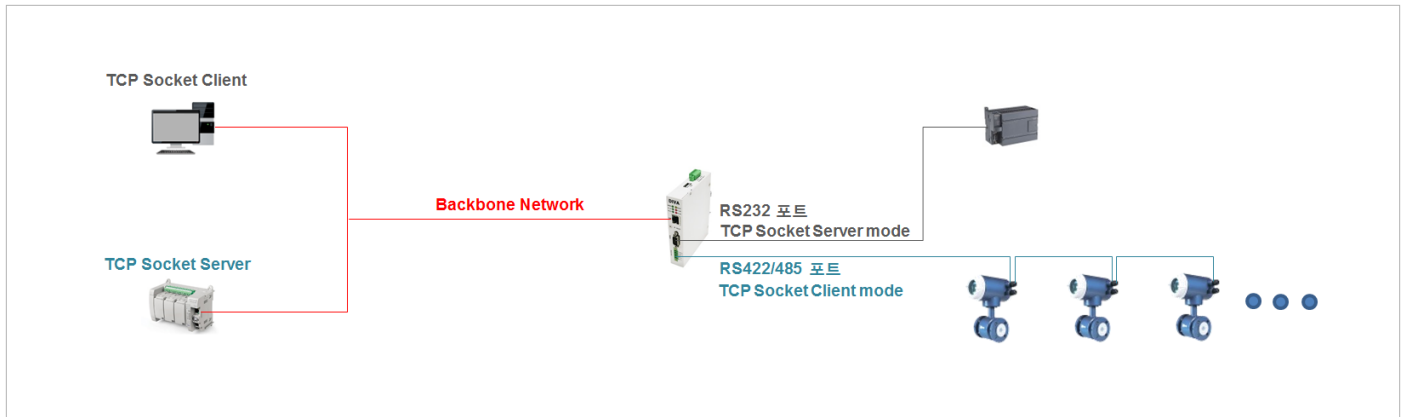 TCP Socket Client
Backbone Network
RS232 포트
TCP Socket Server mode
TCP Socket Server
RS422/485 포트
TCP Socket Client mode